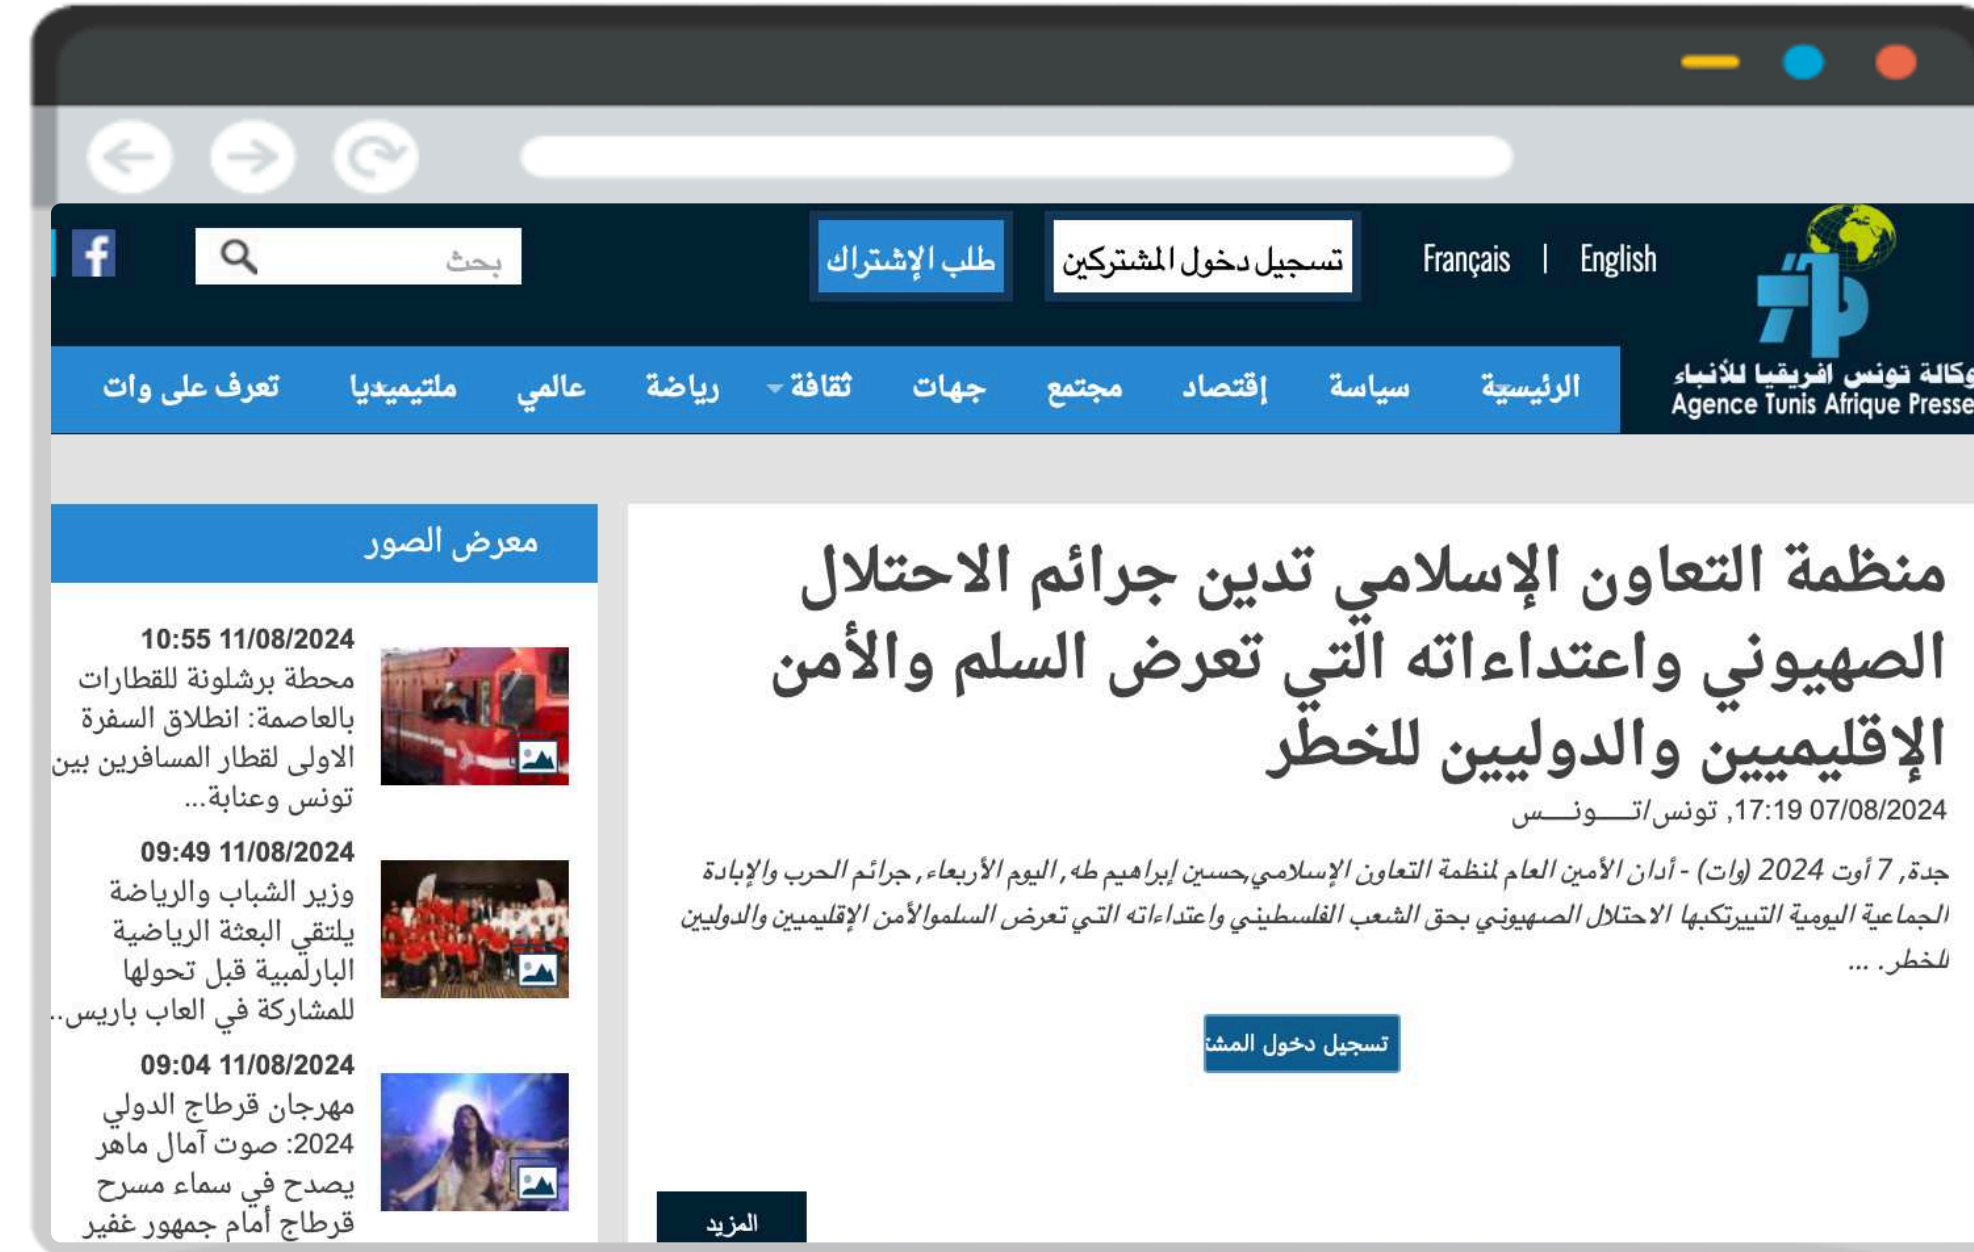 English | Français
تسجيل دخول المشتركين
طلب الإشتراك
بحث
وكالة تونس افريقيا للأنباء
Agence Tunis Afrique Presse
الرئيسية سياسة إقتصاد مجتمع جهات ثقافة رياضة عالمي ملتيميديا تعرف على وات
منظمة التعاون الإسلامي تدين جرائم الاحتلال
الصهيوني واعتداءاته التي تعرض السلم والأمن
الإقليميين والدوليين للخطر
07/08/2024 17:19, تونس/تـــونـــس
جدة, 7 أوت 2024 (وات) - أدان الأمين العام لمنظمة التعاون الإسلامي,حسين إبراهيم طه, اليوم الأربعاء, جرائم الحرب والإبادة
الجماعية اليومية التييرتكبها الاحتلال الصهيوني بحق الشعب الفلسطيني واعتداءاته التي تعرض السلموالأمن الإقليميين والدوليين
للخطر. ...
تسجيل دخول المشت
المزيد
معرض الصور
11/08/2024 10:55
محطة برشلونة للقطارات
بالعاصمة: انطلاق السفرة
الاولى لقطار المسافرين بين
تونس وعنابة...
11/08/2024 09:49
وزير الشباب والرياضة
يلتقي البعثة الرياضية
البارلمبية قبل تحولها
للمشاركة في العاب باريس..
11/08/2024 09:04
مهرجان قرطاج الدولي
2024: صوت آمال ماهر
يصدح في سماء مسرح
قرطاج أمام جمهور غفير